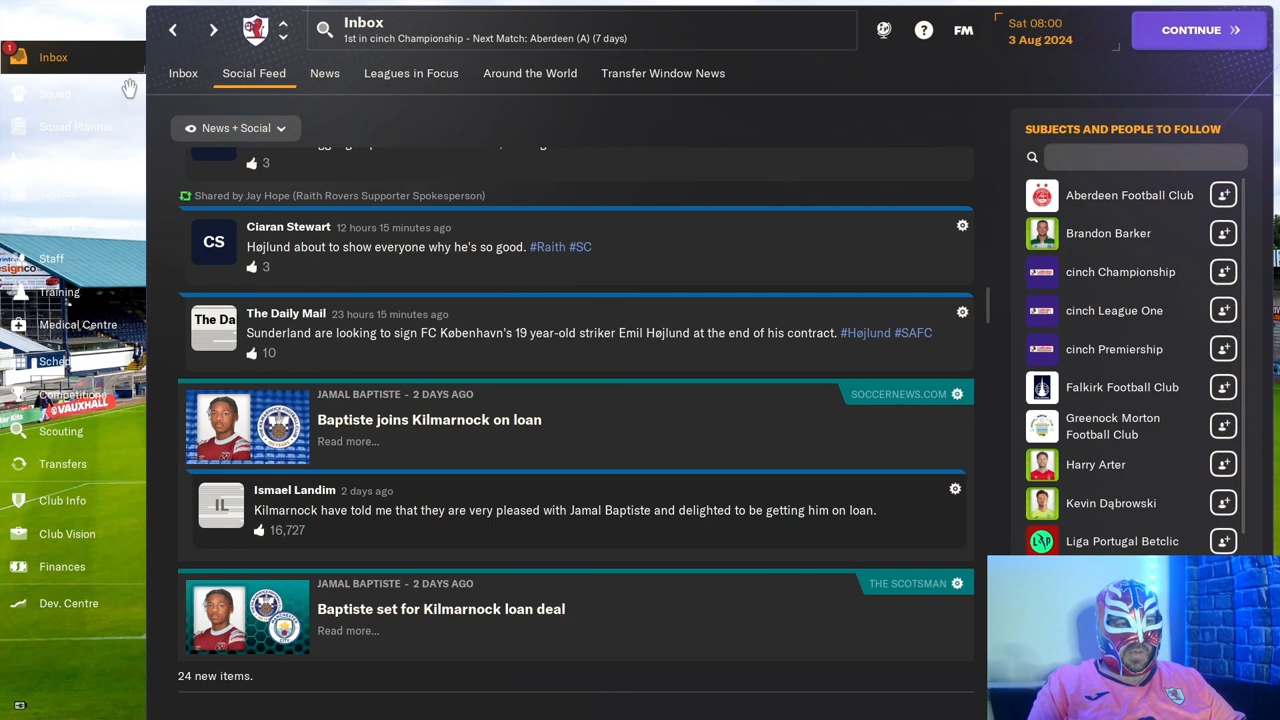 1
Inbox
Squad
Squad Planner
Staff
Training
Medical Centre
Sched
Competitions
VAUXHALL
Scouting
Transfers
Club Info
Club Vision
Finances
Dev. Centre
Inbox
1st in cinch Championship - Next Match: Aberdeen (A) (7 days)
?
FM
Sat 08:00
3 Aug 2024
CONTINUE
Inbox
Social Feed
News
Leagues in Focus
Around the World
Transfer Window News
News + Social
3
Shared by Jay Hope (Raith Rovers Supporter Spokesperson)
CS
Ciaran Stewart 12 hours 15 minutes ago
Højlund about to show everyone why he's so good. #Raith #SC
3
The Da
The Daily Mail 23 hours 15 minutes ago
Sunderland are looking to sign FC København's 19 year-old striker Emil Højlund at the end of his contract. #Højlund #SAFC
10
JAMAL BAPTISTE - 2 DAYS AGO
SOCCERNEWS.COM
Baptiste joins Kilmarnock on loan
Read more...
IL
Ismael Landim 2 days ago
Kilmarnock have told me that they are very pleased with Jamal Baptiste and delighted to be getting him on loan.
16,727
JAMAL BAPTISTE - 2 DAYS AGO
THE SCOTSMAN
Baptiste set for Kilmarnock loan deal
Read more...
24 new items.
SUBJECTS AND PEOPLE TO FOLLOW
Aberdeen Football Club
Brandon Barker
cinch Championship
cinch League One
cinch Premiership
Falkirk Football Club
Greenock Morton
Football Club
Harry Arter
Kevin Dąbrowski
Liga Portugal Betclic